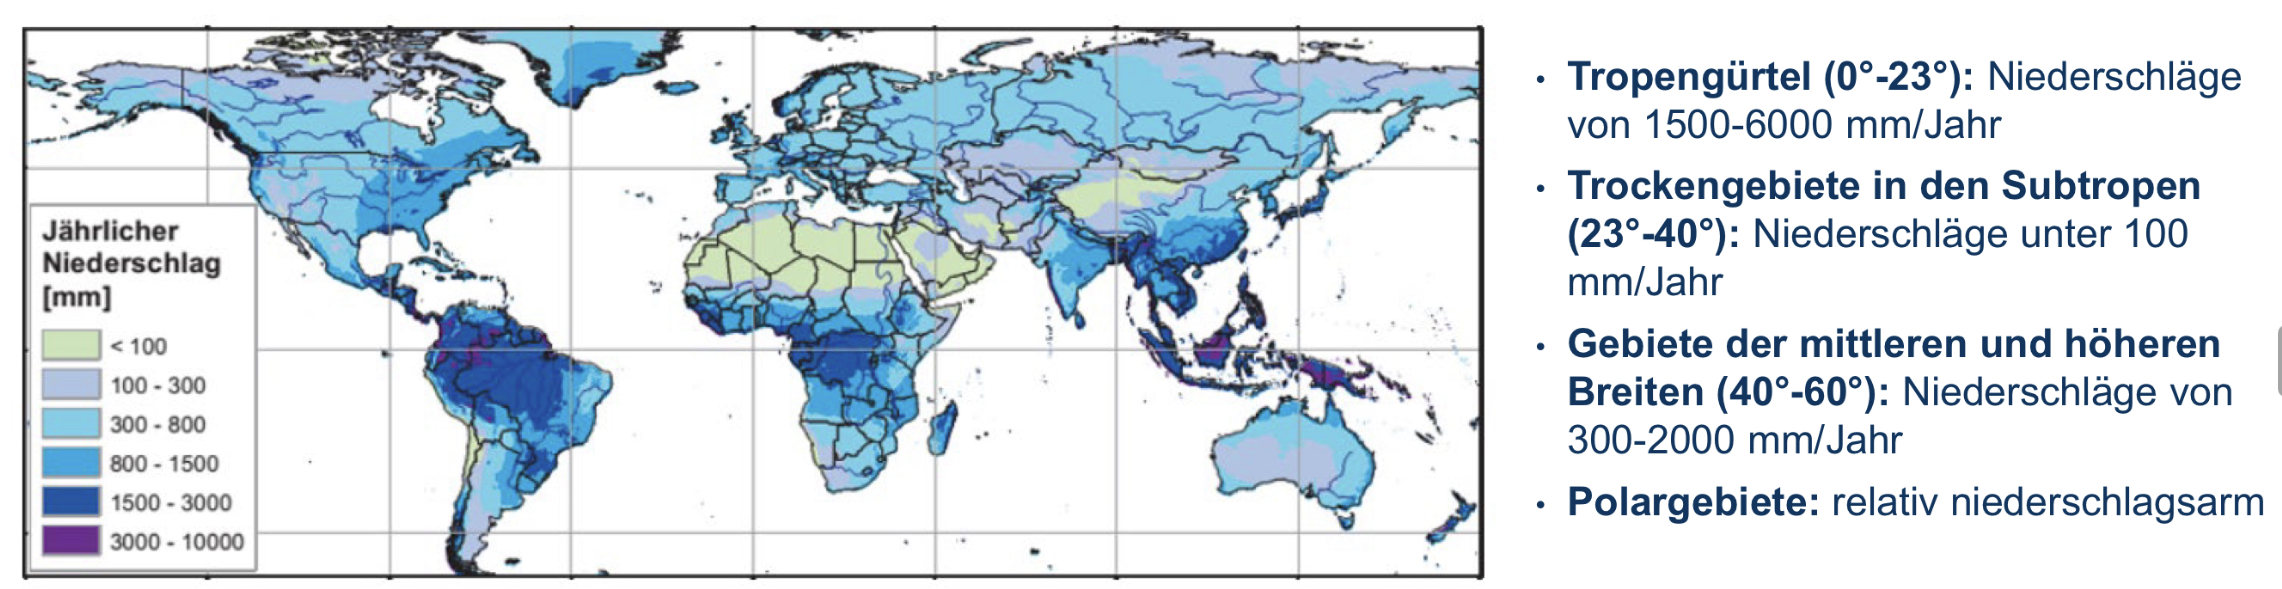 Jährlicher
Niederschlag
[mm]
< 100
100 - 300
300 - 800
800 - 1500
1500 - 3000
3000 - 10000
• Tropengürtel (0°-23°): Niederschläge
von 1500-6000 mm/Jahr
• Trockengebiete in den Subtropen
(23°-40°): Niederschläge unter 100
mm/Jahr
• Gebiete der mittleren und höheren
Breiten (40°-60°): Niederschläge von
300-2000 mm/Jahr
• Polargebiete: relativ niederschlagsarm